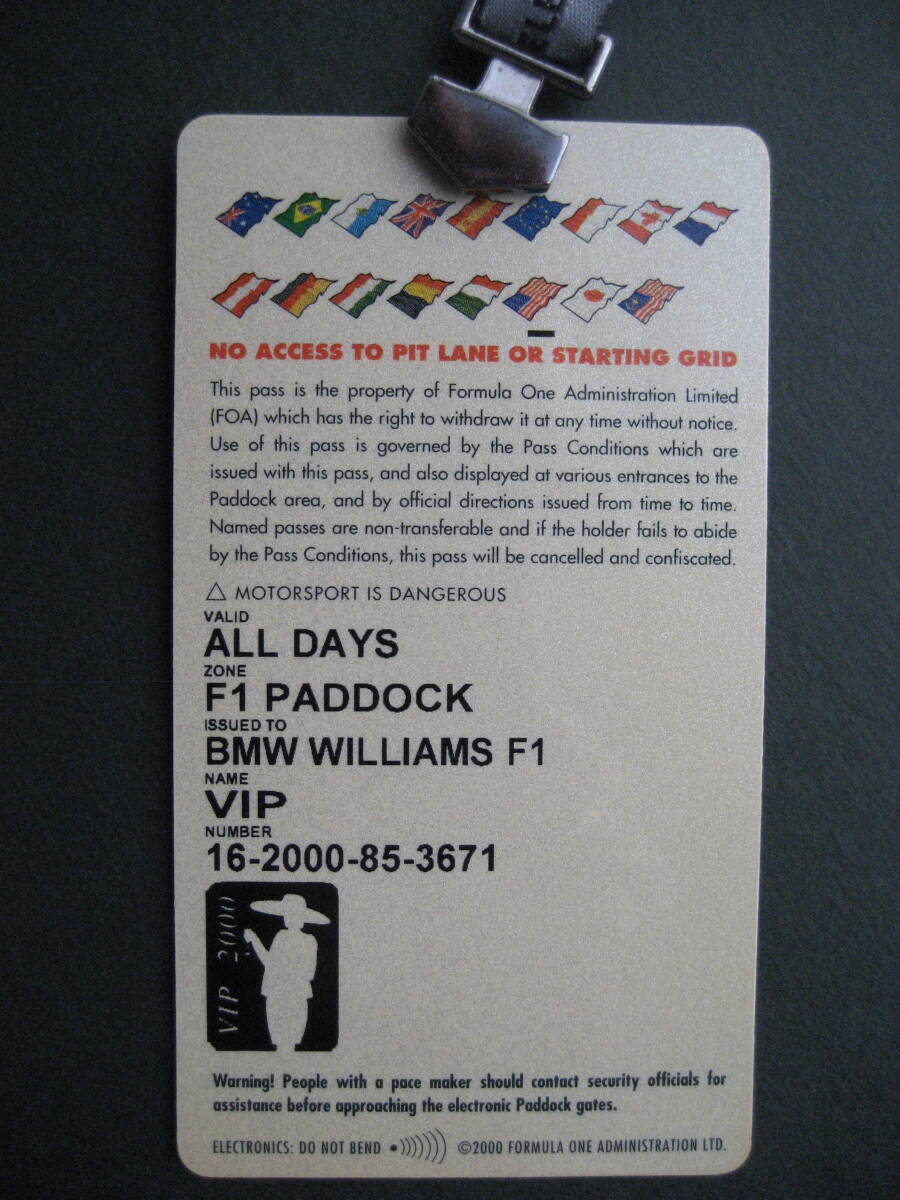 NO ACCESS TO PIT LANE OR STARTING GRID
This pass is the property of Formula One Administration Limited
(FOA) which has the right to withdraw it at any time without notice.
Use of this pass is governed by the Pass Conditions which are
issued with this pass, and also displayed at various entrances to the
Paddock area, and by official directions issued from time to time.
Named passes are non-transferable and if the holder fails to abide
by the Pass Conditions, this pass will be cancelled and confiscated.
MOTORSPORT IS DANGEROUS
VALID
ALL DAYS
ZONE
F1 PADDOCK
ISSUED TO
BMW WILLIAMS F1
NAME
VIP
NUMBER
16-2000-85-3671
VIP 2000
Warning! People with a pace maker should contact security officials for
assistance before approaching the electronic Paddock gates.
ELECTRONICS: DO NOT BEND ©2000 FORMULA ONE ADMINISTRATION LTD.